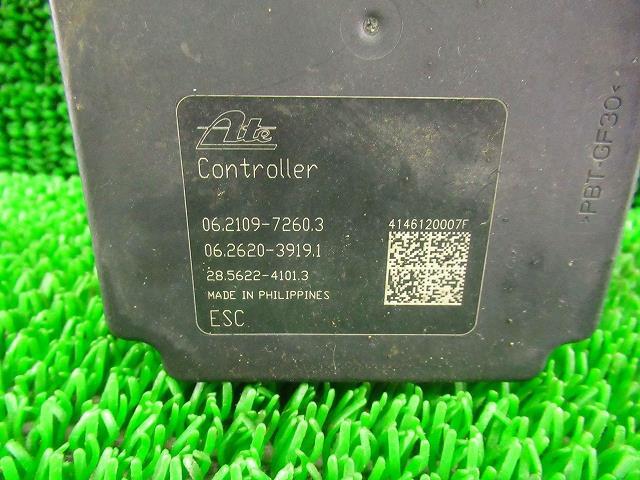 Ate
Controller
06.2109-7260.3
06.2620-3919.1
28.5622-4101.3
MADE IN PHILIPPINES
ESC
4146120007F
>PBT-GF30<